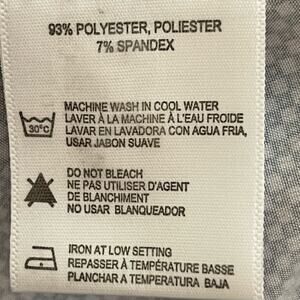 93% POLYESTER, POLIESTER
7% SPANDEX
30°C
MACHINE WASH IN COOL WATER
LAVER À LA MACHINE À L'EAU FROIDE
LAVAR EN LAVADORA CON AGUA FRIA,
USAR JABON SUAVE
DO NOT BLEACH
NE PAS UTILISER D'AGENT
DE BLANCHIMENT
NO USAR BLANQUEADOR
IRON AT LOW SETTING
REPASSER À TEMPÉRATURE BASSE
PLANCHAR A TEMPERATURA BAJA